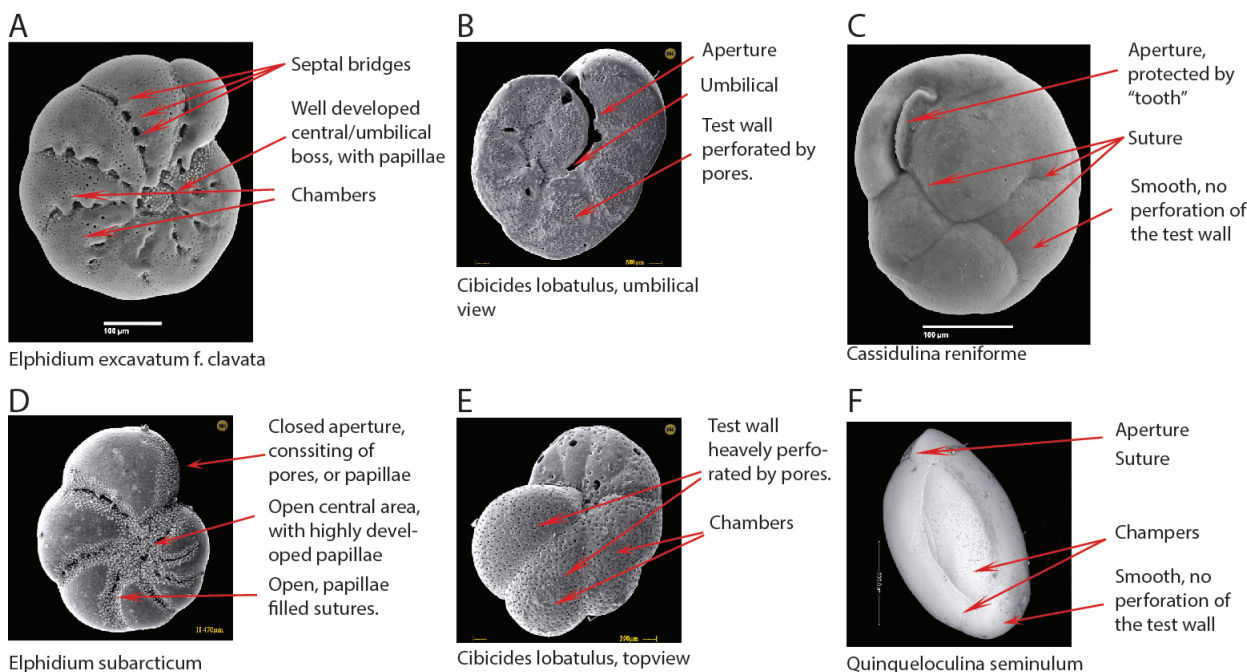 A
Septal bridges
Well developed
central/umbilical
boss, with papillae
Chambers
100 µm
Elphidium excavatum f. clavata
B
Aperture
Umbilical
Test wall
perforated by
pores.
Cibicides lobatulus, umbilical
view
C
Aperture,
protected by
“tooth”
Suture
Smooth, no
perforation of
the test wall
100 µm
Cassidulina reniforme
D
Closed aperture,
conssiting of
pores, or papillae
Open central area,
with highly devel-
oped papillae
Open, papillae
filled sutures.
Elphidium subarcticum
E
Test wall
heavely perfo-
rated by pores.
Chambers
Cibicides lobatulus, topview
F
Aperture
Suture
Champers
Smooth, no
perforation of
the test wall
Quinqueloculina seminulum